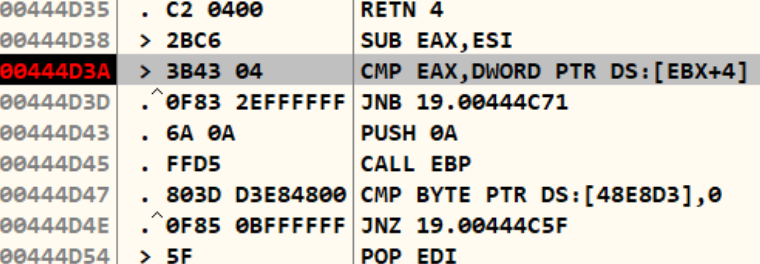 00444D35 . C2 0400 RETN 4
00444D38 > 2BC6 SUB EAX,ESI
00444D3A > 3B43 04 CMP EAX,DWORD PTR DS:[EBX+4]
00444D3D .^0F83 2EFFFFFF JNB 19.00444C71
00444D43 . 6A 0A PUSH 0A
00444D45 . FFD5 CALL EBP
00444D47 . 803D D3E84800 CMP BYTE PTR DS:[48E8D3],0
00444D4E .^0F85 0BFFFFFF JNZ 19.00444C5F
00444D54 > 5F POP EDI